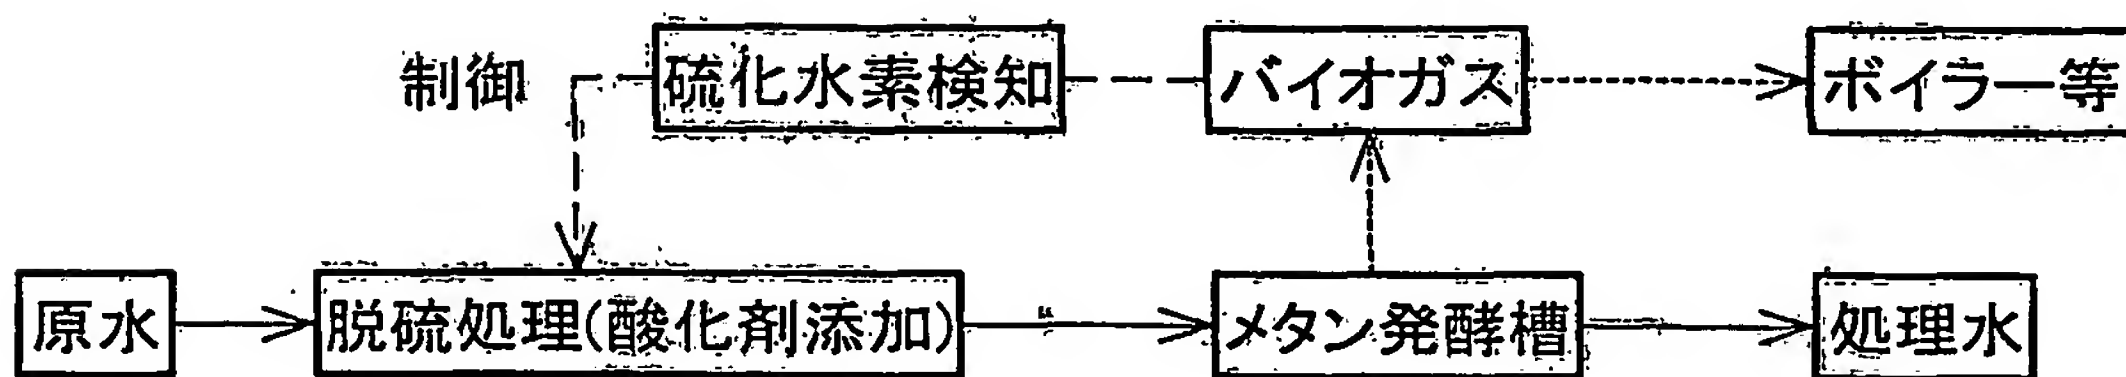 制御
硫化水素検知
バイオガス
ボイラー等
原水
脱硫処理(酸化剤添加)
メタン発酵槽
処理水